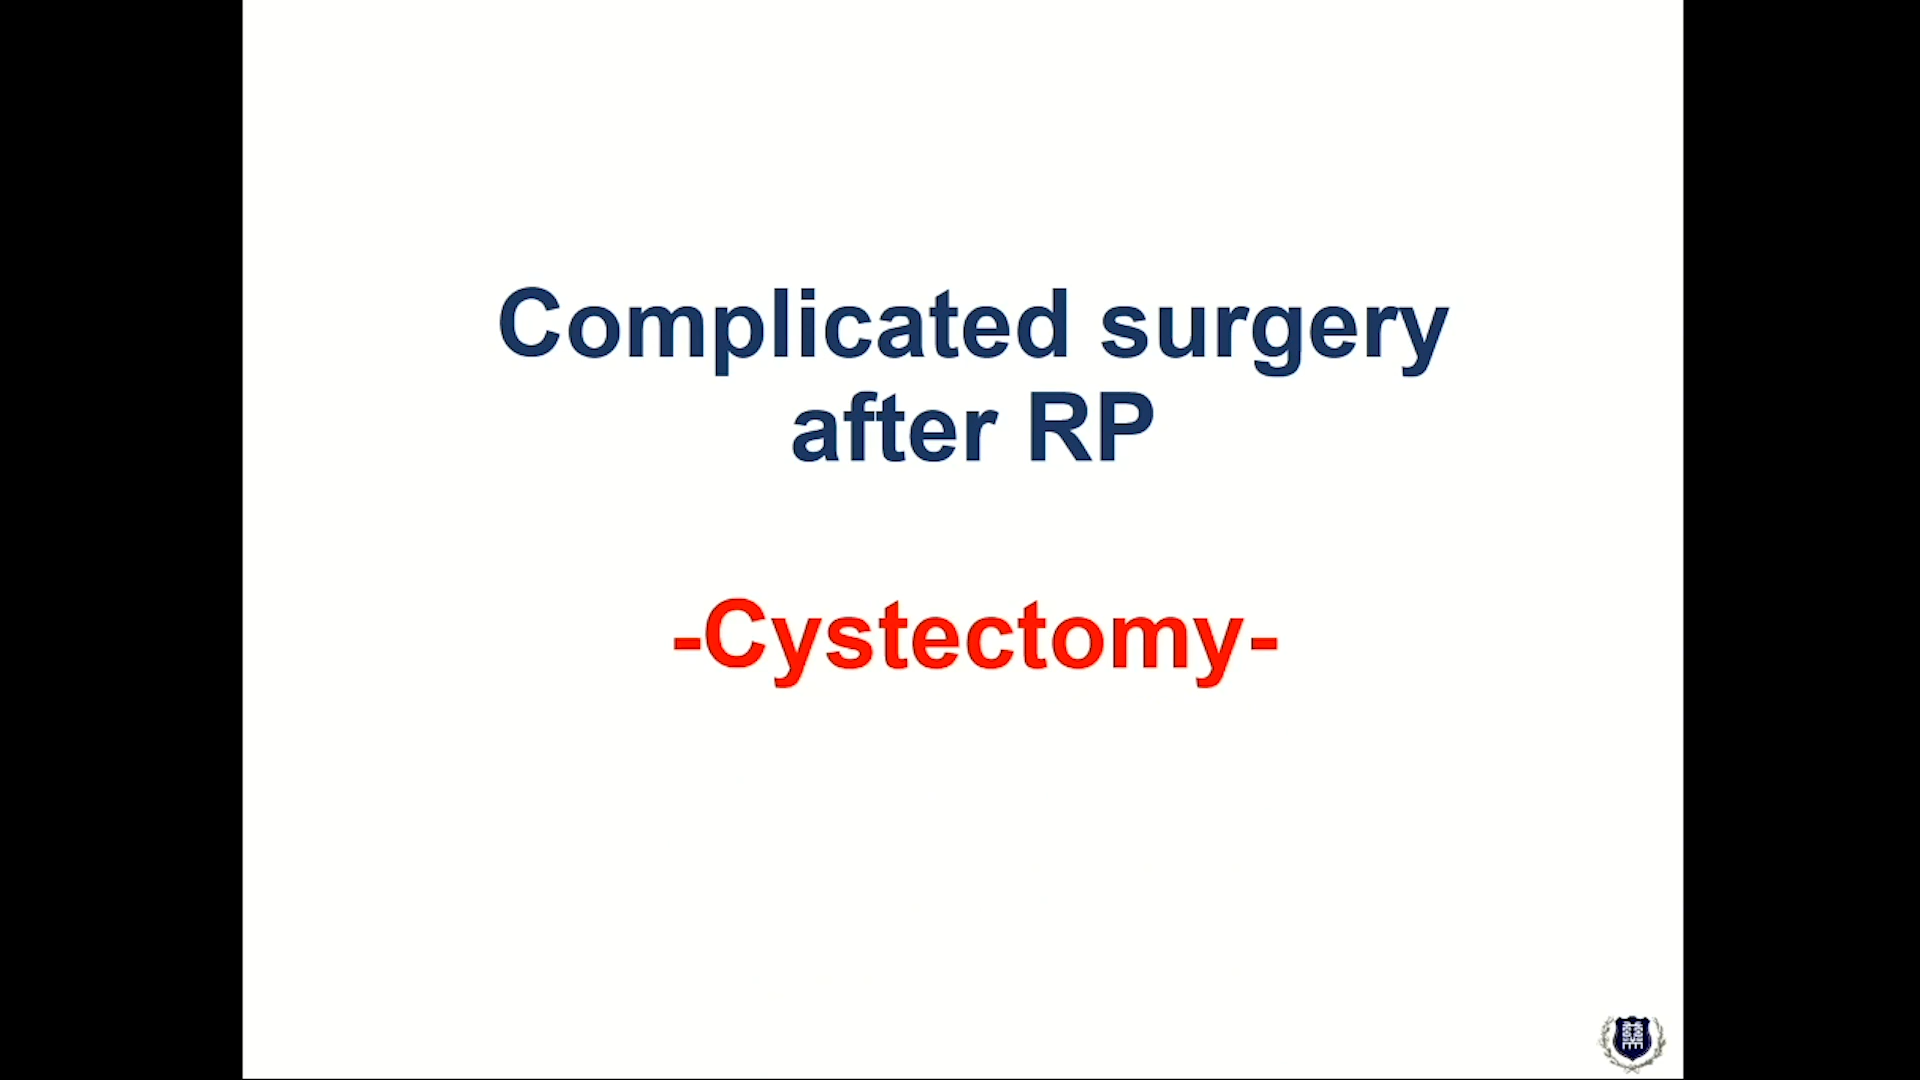 Complicated surgery
after RP
-Cystectomy-